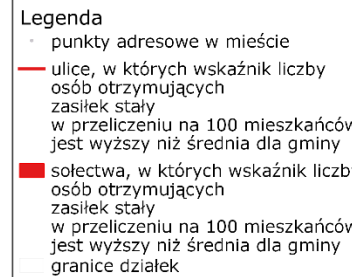 Legenda
punkty adresowe w mieście
ulice, w których wskaźnik liczby
osób otrzymujących
zasiłek stały
w przeliczeniu na 100 mieszkańców
jest wyższy niż średnia dla gminy
sołectwa, w których wskaźnik liczby
osób otrzymujących
zasiłek stały
w przeliczeniu na 100 mieszkańców
jest wyższy niż średnia dla gminy
granice działek